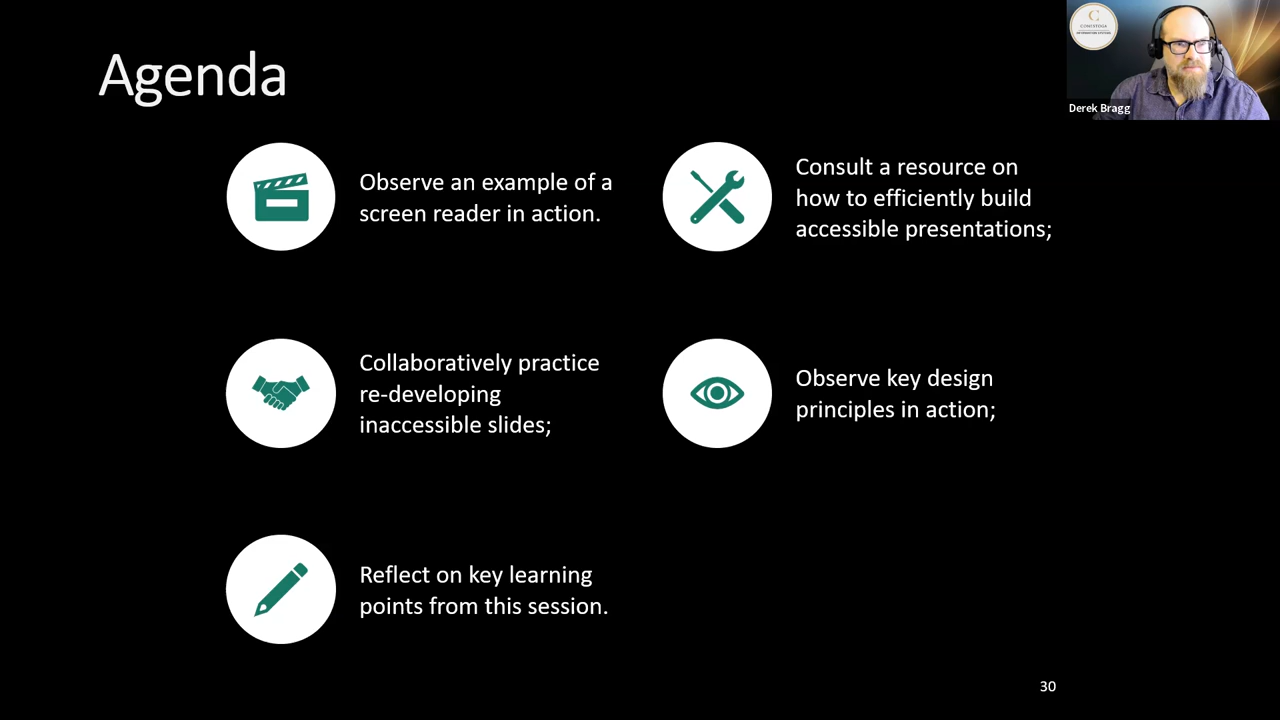 Agenda
Observe an example of a
screen reader in action.
Consult a resource on
how to efficiently build
accessible presentations;
Collaboratively practice
re-developing
inaccessible slides;
Observe key design
principles in action;
Reflect on key learning
points from this session.
30
C
CONESTOGA
Derek Bragg